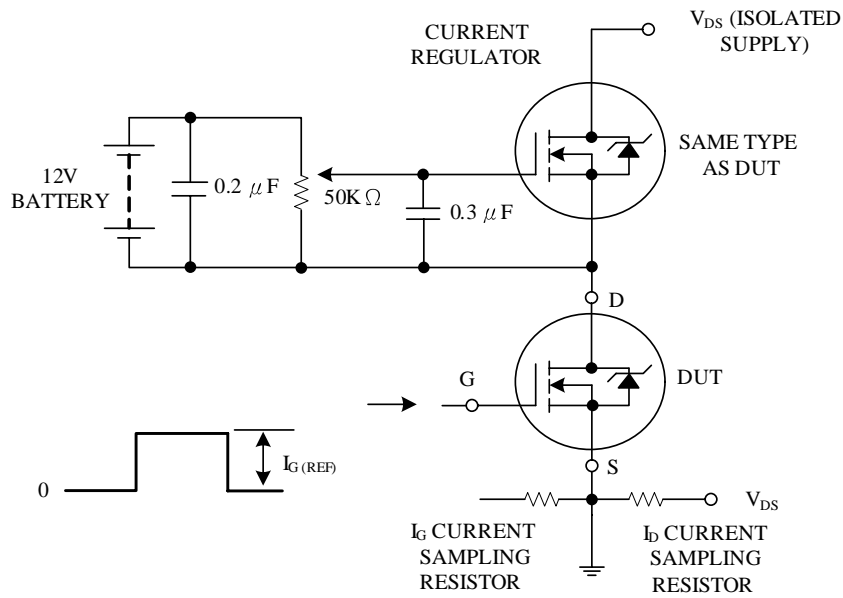 V_DS (ISOLATED
SUPPLY)
CURRENT
REGULATOR
SAME TYPE
AS DUT
12V
BATTERY
0.2 μF
50KΩ
0.3 μF
D
DUT
G
I_G (REF)
0
S
V_DS
I_G CURRENT
SAMPLING
RESISTOR
I_D CURRENT
SAMPLING
RESISTOR